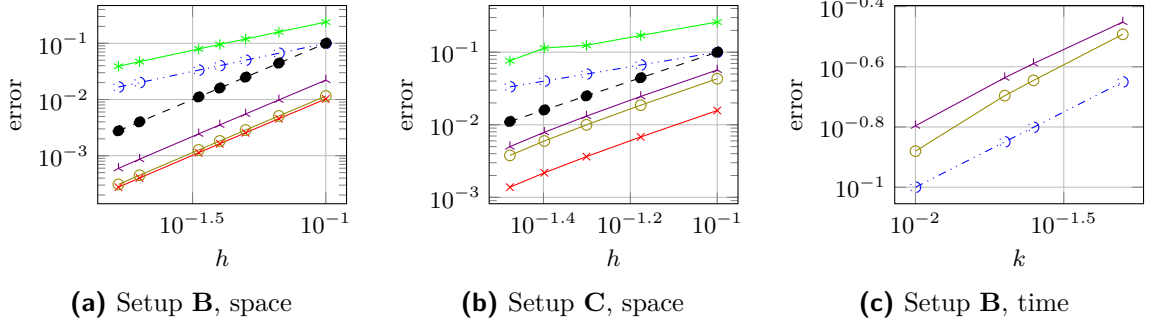 10^{-1}
10^{-2}
10^{-3}
error
10^{-1.5}
10^{-1}
h
(a) Setup B, space
10^{-1}
10^{-2}
10^{-3}
error
10^{-1.4}
10^{-1.2}
10^{-1}
h
(b) Setup C, space
10^{-0.4}
10^{-0.6}
10^{-0.8}
10^{-1}
error
10^{-2}
10^{-1.5}
k
(c) Setup B, time